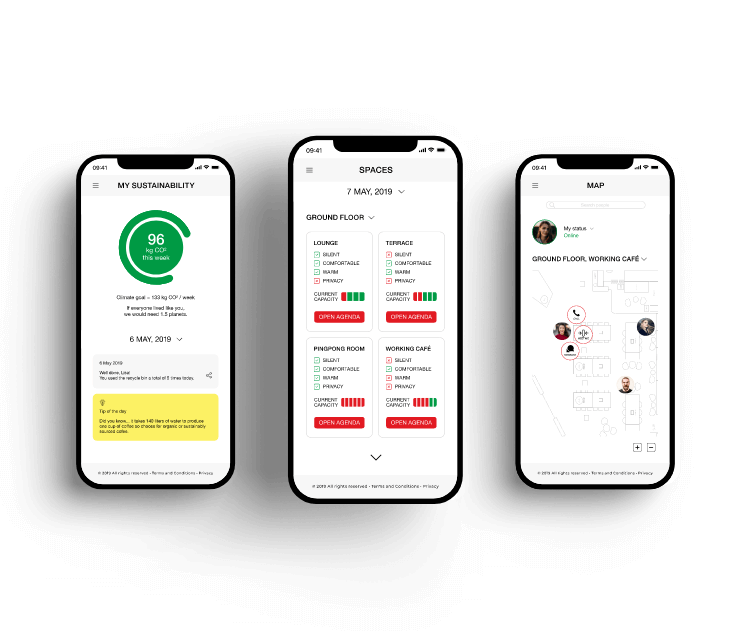 09:41
MY SUSTAINABILITY
96
kg CO²
this week
Climate goal = 133 kg CO² / week
If everyone lived like you,
we would need 1.5 planets.
6 MAY, 2019
6 May 2019
Well done, Lisa!
You used the recycle bin a total of 5 times today.
Tip of the day
Did you know... it takes 140 liters of water to produce
one cup of coffee so choose for organic or sustainably
sourced coffee.
© 2019 All rights reserved - Terms and Conditions - Privacy
09:41
SPACES
7 MAY, 2019
GROUND FLOOR
LOUNGE
SILENT
COMFORTABLE
WARM
PRIVACY
CURRENT
CAPACITY
OPEN AGENDA
TERRACE
SILENT
COMFORTABLE
WARM
PRIVACY
CURRENT
CAPACITY
OPEN AGENDA
PINGPONG ROOM
SILENT
COMFORTABLE
WARM
PRIVACY
CURRENT
CAPACITY
OPEN AGENDA
WORKING CAFÉ
SILENT
COMFORTABLE
WARM
PRIVACY
CURRENT
CAPACITY
OPEN AGENDA
© 2019 All rights reserved - Terms and Conditions - Privacy
09:41
MAP
Search people
My status
Online
GROUND FLOOR, WORKING CAFÉ
CALL
© 2019 All rights reserved - Terms and Conditions - Privacy